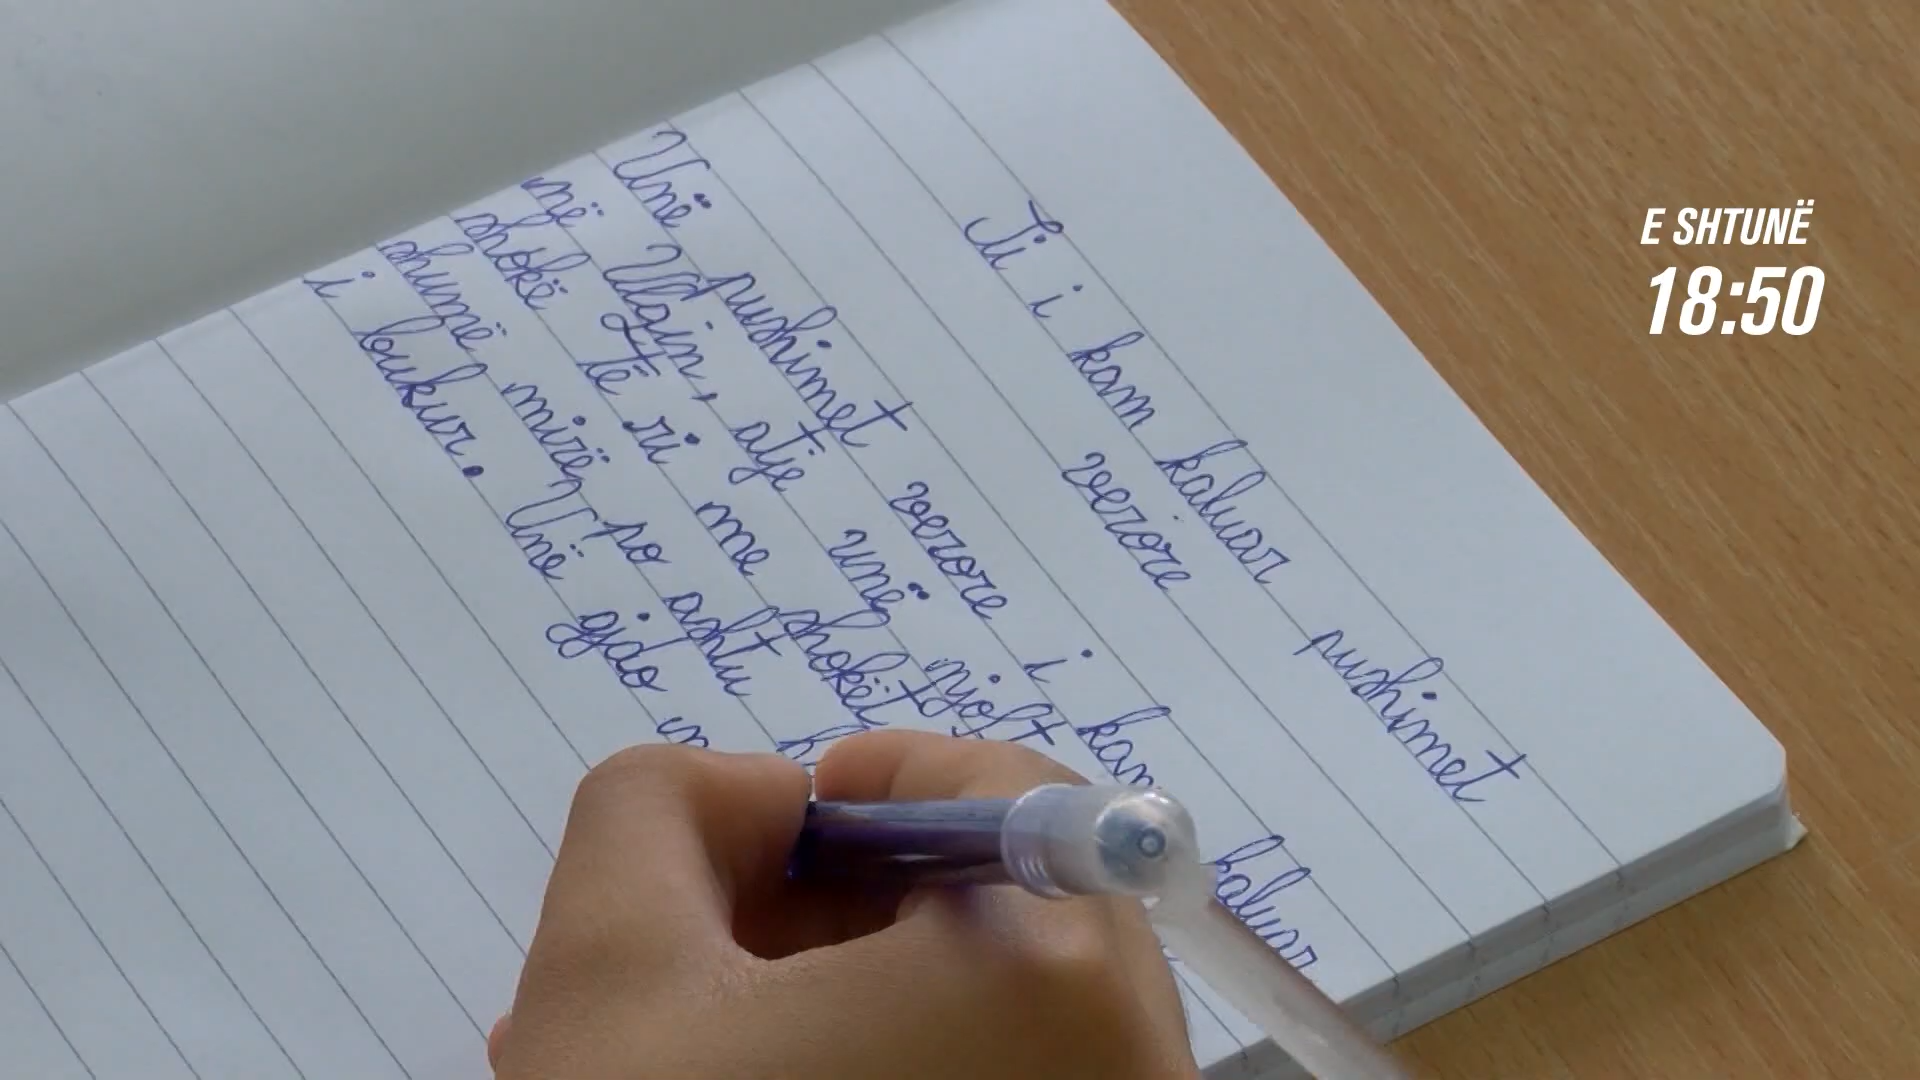 Si i kam kaluar pushimet
verore
Unë pushimet verore i kam kaluar
në Ulqin, atje unë njoft
shokë të ri me shokët
shumë mirë, po ashtu
i bukur. Unë gjdo
E SHTUNË
18:50